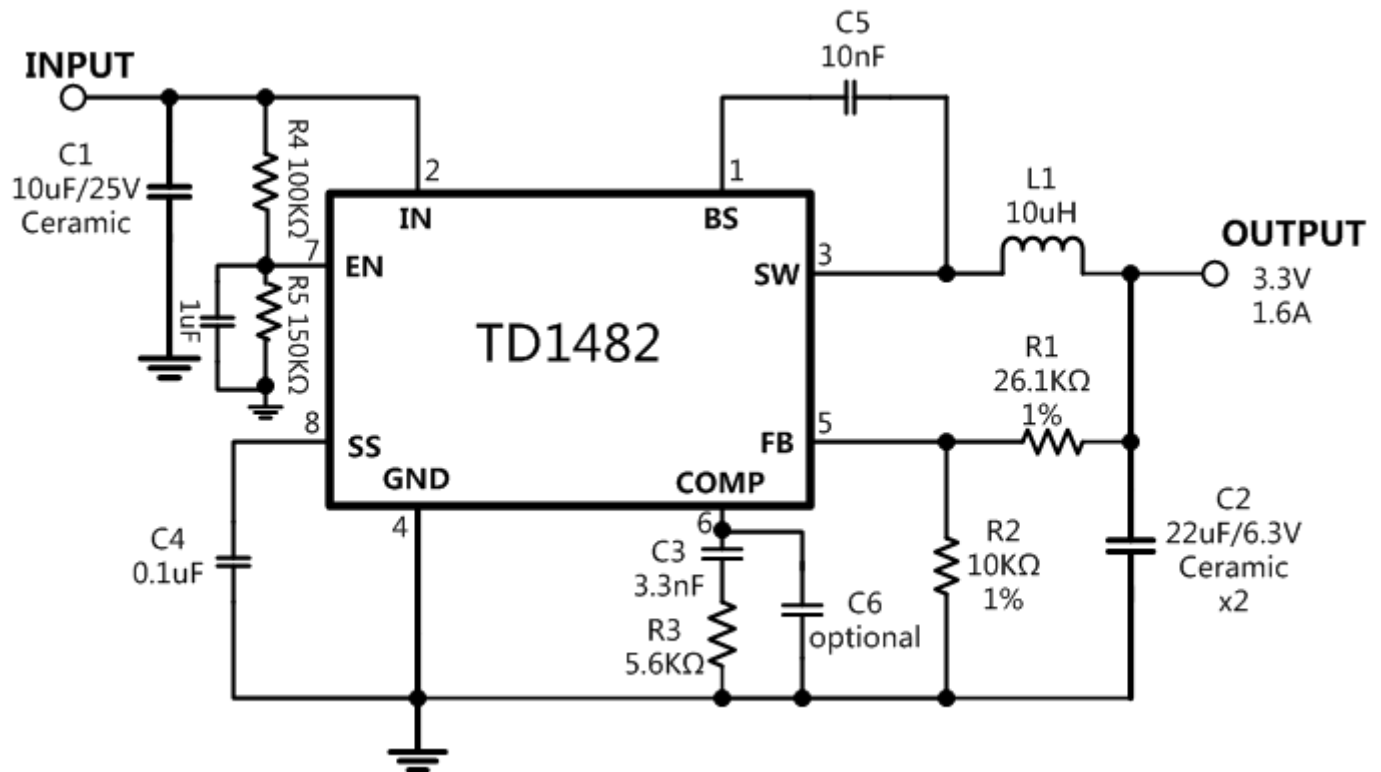 C5
10nF
INPUT
C1
10uF/25V
Ceramic
R4 100KΩ
2
1
IN
BS
L1
10uH
OUTPUT
3.3V
1.6A
7
EN
3
SW
1uF
R5 150KΩ
TD1482
R1
26.1KΩ
1%
8
SS
5
FB
GND
COMP
4
6
C4
0.1uF
C3
3.3nF
R3
5.6KΩ
C6
optional
R2
10KΩ
1%
C2
22uF/6.3V
Ceramic
x2